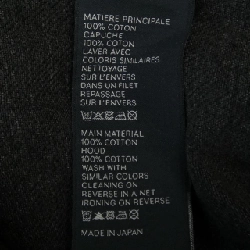 MATIERE PRINCIPALE
100% COTON
CAPUCHE
100% COTON
LAVER AVEC
COLORIS SIMILAIRES
NETTOYAGE
SUR L'ENVERS
DANS UN FILET
REPASSAGE
SUR L'ENVERS
MAIN MATERIAL
100% COTTON
HOOD
100% COTTON
WASH WITH
SIMILAR COLORS
CLEANING ON
REVERSE IN A NET
IRONING ON REVERSE
MADE IN JAPAN